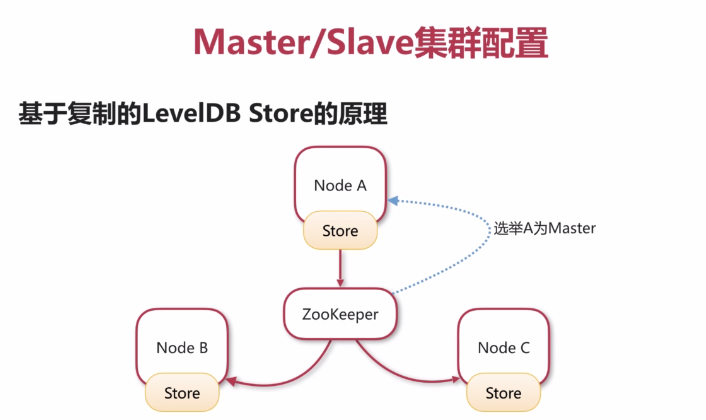 Master/Slave集群配置
基于复制的LevelDB Store的原理
Node A
Store
选举A为Master
ZooKeeper
Node B
Store
Node C
Store